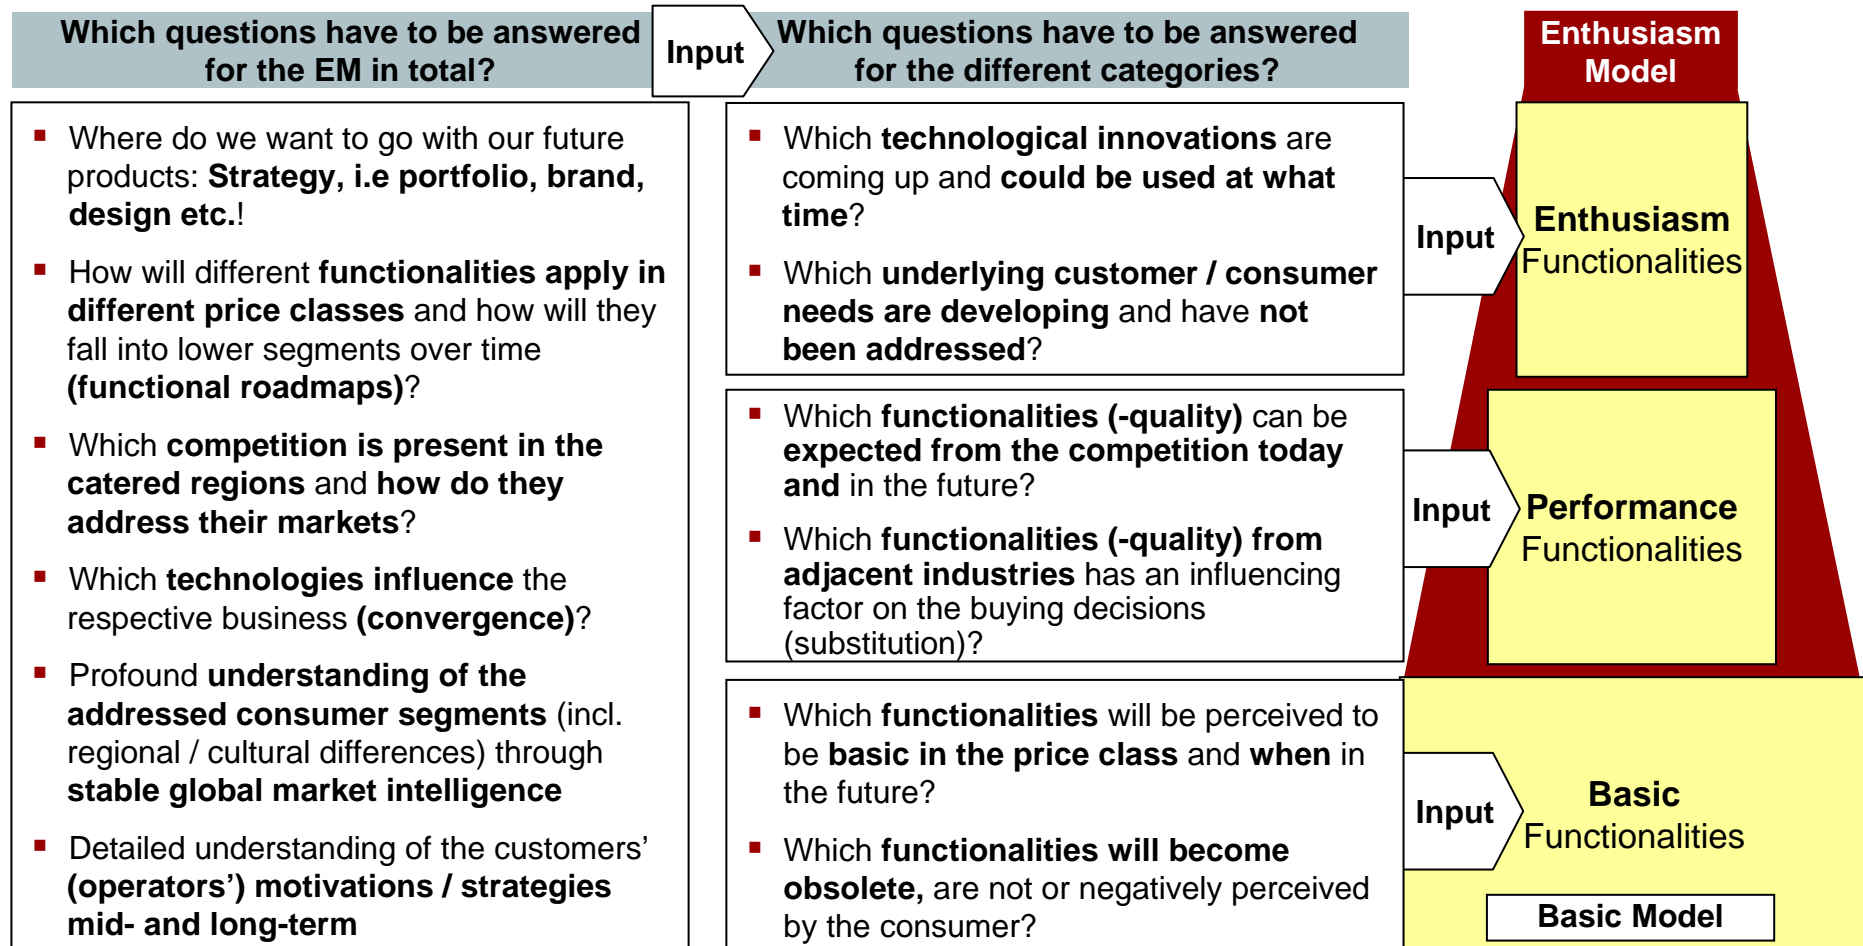 Which questions have to be answered
for the EM in total?
Input
Which questions have to be answered
for the different categories?
Enthusiasm
Model
▪ Where do we want to go with our future
products: Strategy, i.e portfolio, brand,
design etc.!
▪ How will different functionalities apply in
different price classes and how will they
fall into lower segments over time
(functional roadmaps)?
▪ Which competition is present in the
catered regions and how do they
address their markets?
▪ Which technologies influence the
respective business (convergence)?
▪ Profound understanding of the
addressed consumer segments (incl.
regional / cultural differences) through
stable global market intelligence
▪ Detailed understanding of the customers’
(operators’) motivations / strategies
mid- and long-term
▪ Which technological innovations are
coming up and could be used at what
time?
▪ Which underlying customer / consumer
needs are developing and have not
been addressed?
Input
Enthusiasm
Functionalities
▪ Which functionalities (-quality) can be
expected from the competition today
and in the future?
▪ Which functionalities (-quality) from
adjacent industries has an influencing
factor on the buying decisions
(substitution)?
Input
Performance
Functionalities
▪ Which functionalities will be perceived to
be basic in the price class and when in
the future?
▪ Which functionalities will become
obsolete, are not or negatively perceived
by the consumer?
Input
Basic
Functionalities
Basic Model